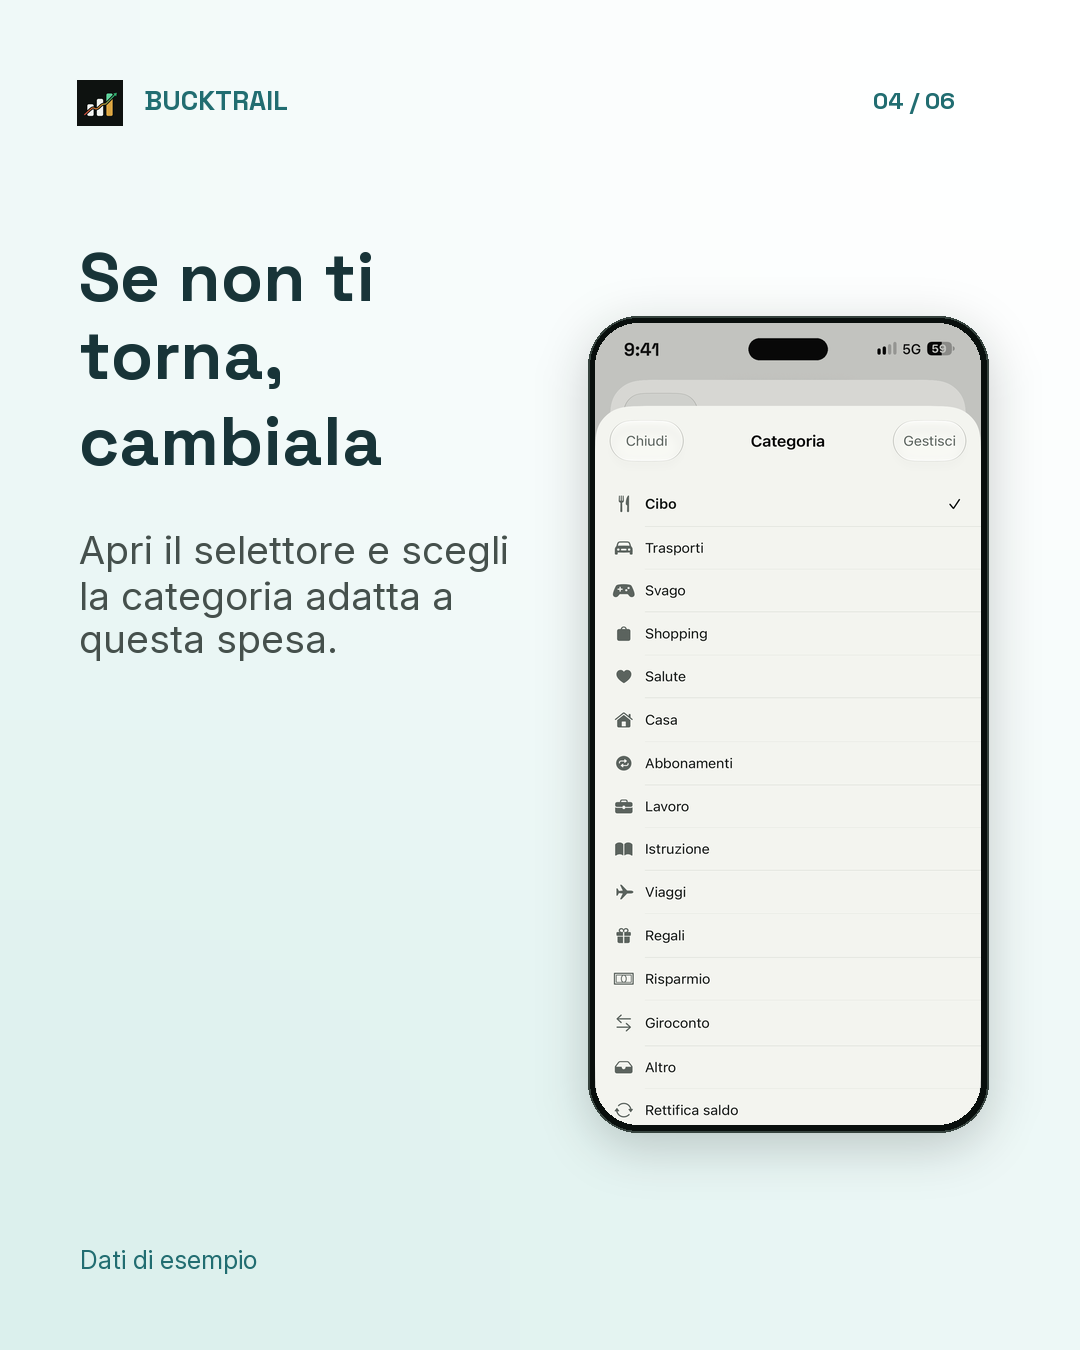 BUCKTRAIL
04 / 06
Se non ti
torna,
cambiala
Apri il selettore e scegli
la categoria adatta a
questa spesa.
9:41
5G
59
Chiudi
Categoria
Gestisci
Cibo
Trasporti
Svago
Shopping
Salute
Casa
Abbonamenti
Lavoro
Istruzione
Viaggi
Regali
Risparmio
Giroconto
Altro
Rettifica saldo
Dati di esempio